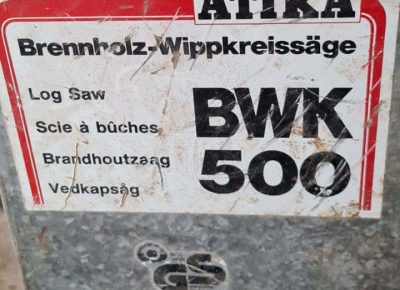 ATIKA
Brennholz-Wippkreissäge
Log Saw
Scie à bûches
Brandhoutzaag
Vedkapsåg
BWK
500
GS